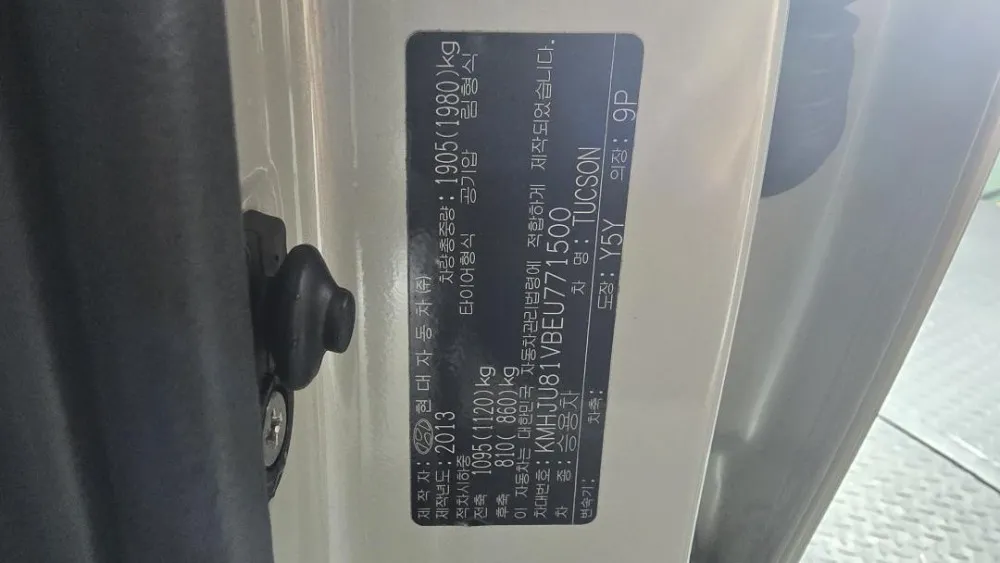 제 작 자 : 현 대 자 동 차 ㈜
제작년도 : 2013 차량총중량 : 1905(1980)kg
적차시하중 타이어형식 공기압 림형식
전축 1095(1120)kg
후축 810( 860)kg
이 자동차는 대한민국 자동차관리법령에 적합하게 제작되었습니다.
차대번호 : KMHJU81VBEU771500
차 종 : 승용차 차 명 : TUCSON
변속기 : 차축 : 도장 : Y5Y 의장 : 9P